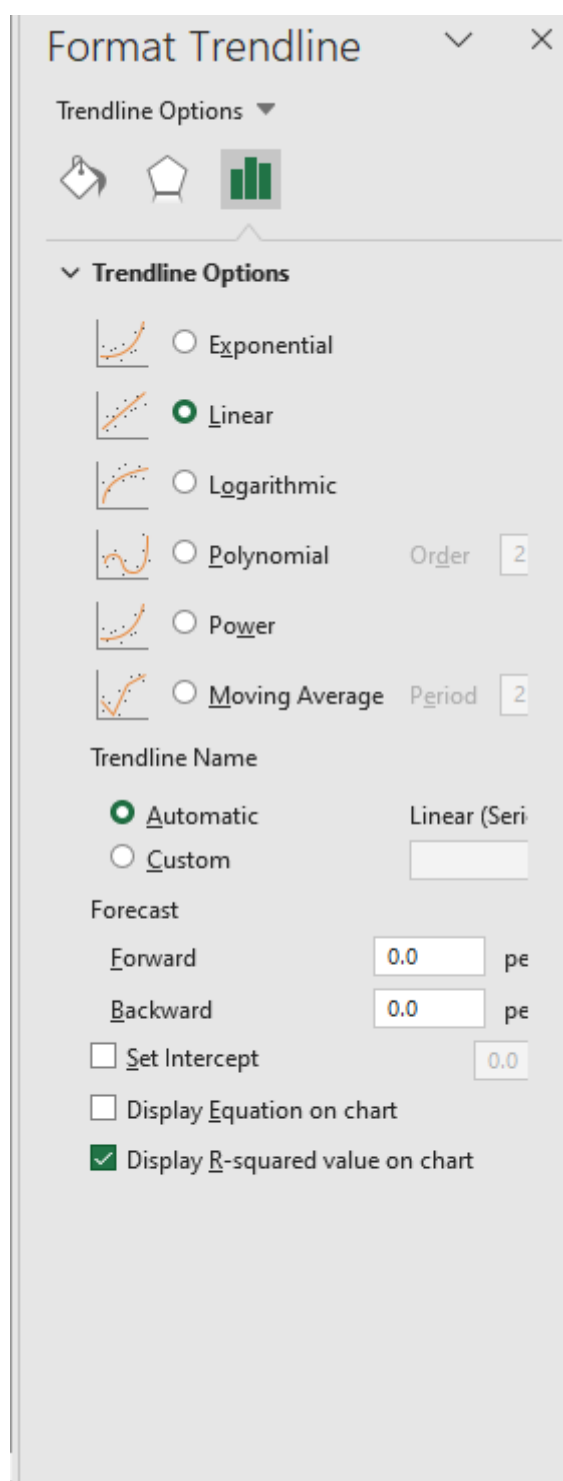 Format Trendline
Trendline Options
Trendline Options
Exponential
Linear
Logarithmic
Polynomial Order 2
Power
Moving Average Period 2
Trendline Name
Automatic Linear (Seri
Custom
Forecast
Forward 0.0 pe
Backward 0.0 pe
Set Intercept 0.0
Display Equation on chart
Display R-squared value on chart